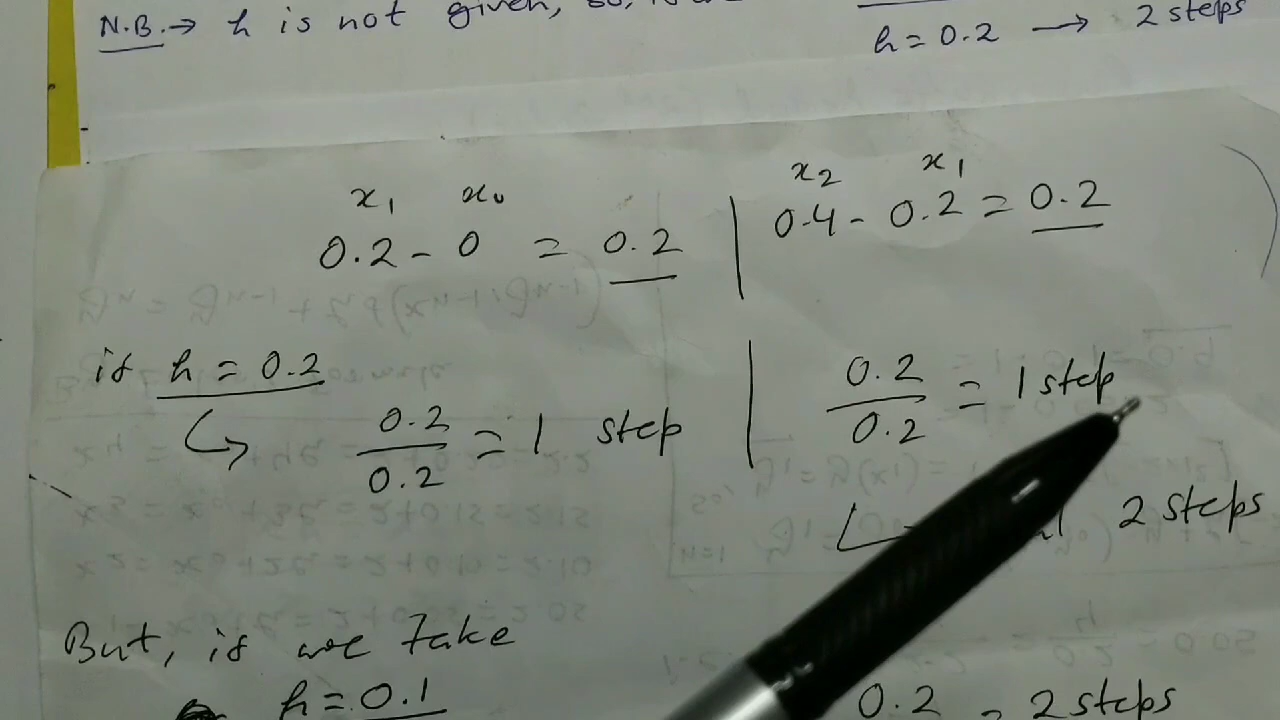 N.B. → h is not given, so,
h = 0.2 → 2 steps
x₁ x₀
0.2 - 0 = 0.2
x₂ x₁
0.4 - 0.2 = 0.2
if h = 0.2
↳ 0.2/0.2 = 1 step
0.2/0.2 = 1 step
2 steps
But, if we take
h = 0.1
0.2 = 2 steps